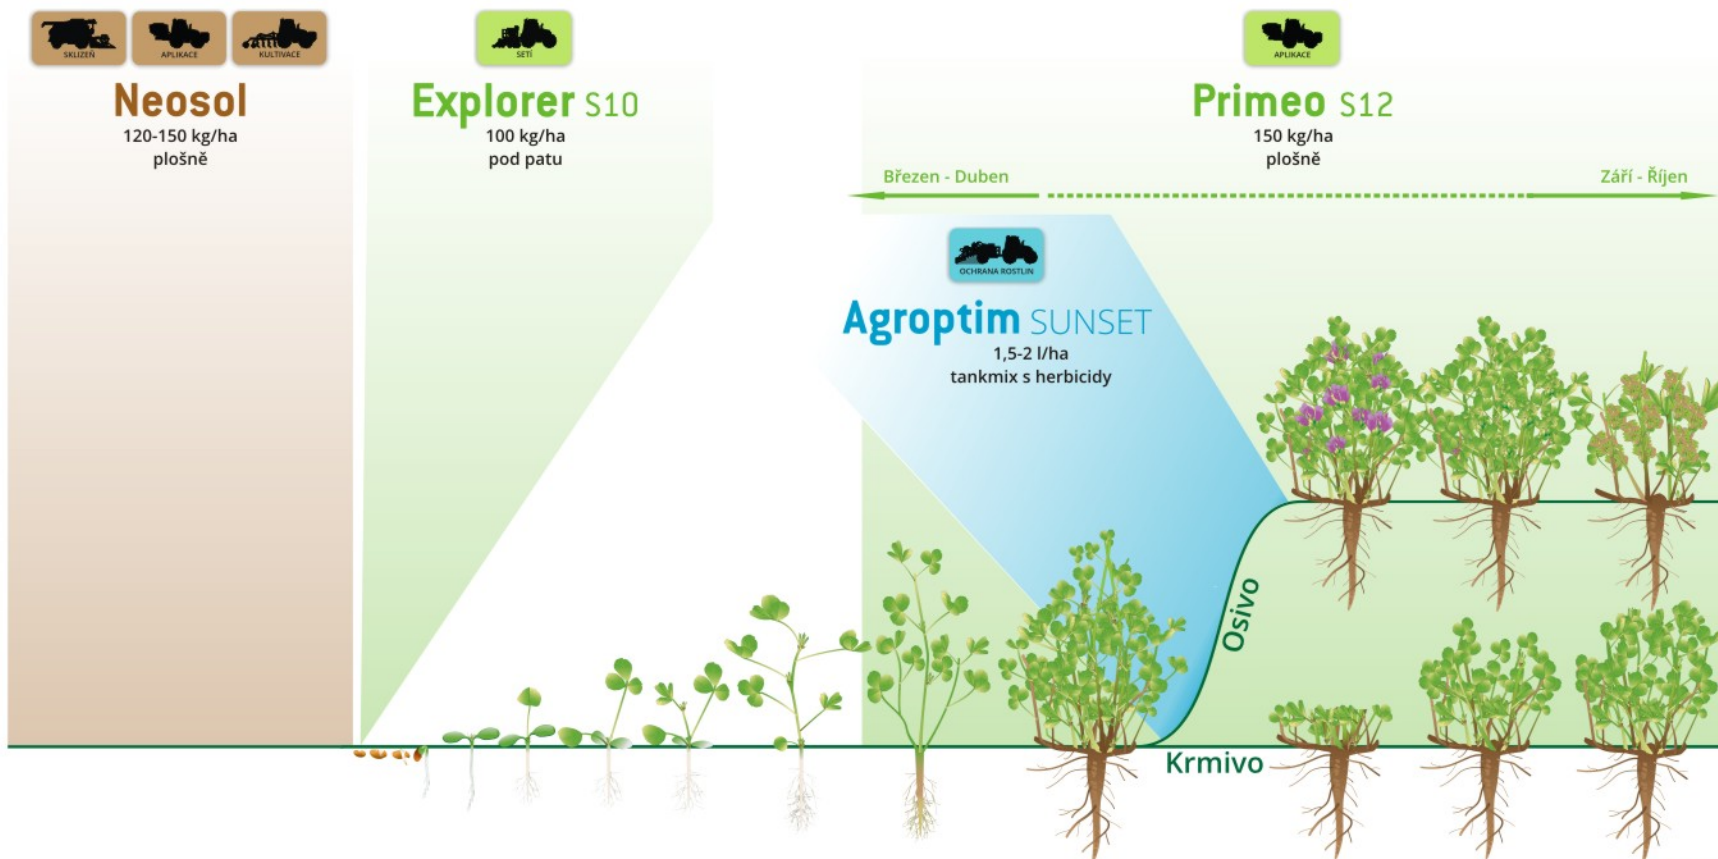 SKLIZEŇ
APLIKACE
KULTIVACE
Neosol
120-150 kg/ha
plošně
SETÍ
Explorer S10
100 kg/ha
pod patu
APLIKACE
Primeo S12
150 kg/ha
plošně
Březen - Duben
Září - Říjen
OCHRANA ROSTLIN
Agroptim SUNSET
1,5-2 l/ha
tankmix s herbicidy
Osivo
Krmivo